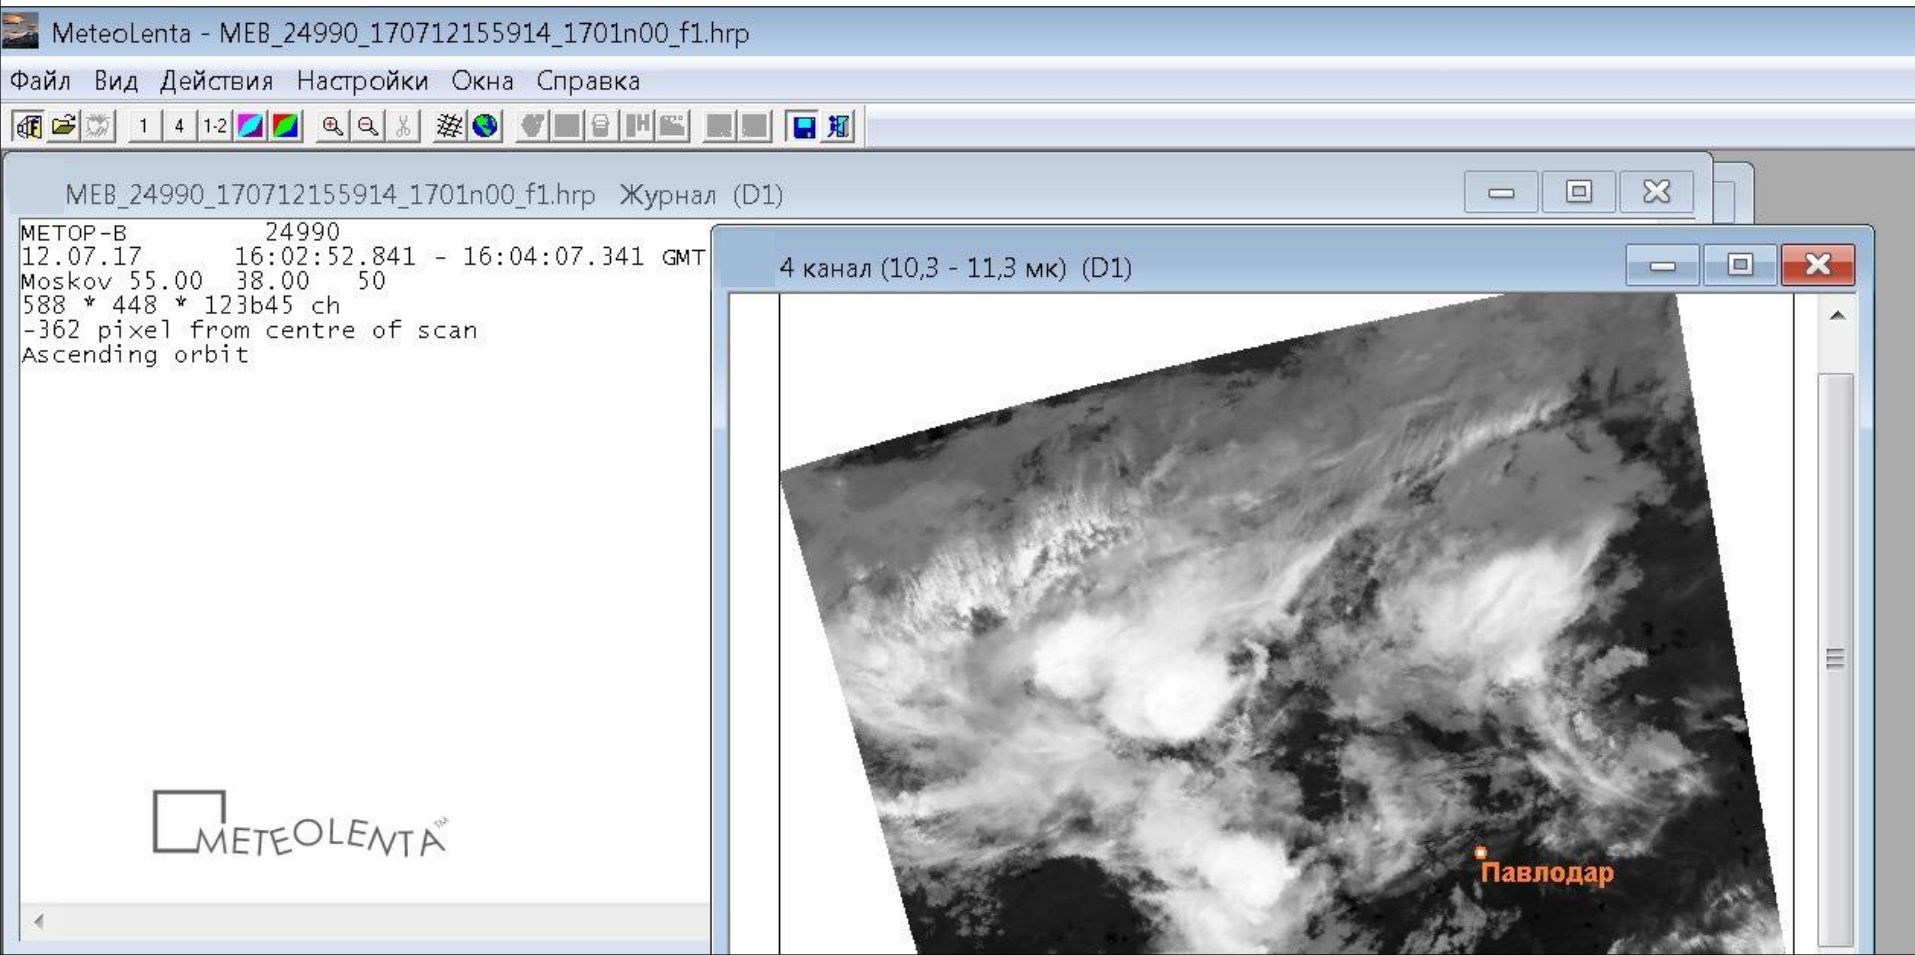 MeteoLenta - MEB_24990_170712155914_1701n00_f1.hrp
Файл Вид Действия Настройки Окна Справка
1 4 1-2
MEB_24990_170712155914_1701n00_f1.hrp Журнал (D1)
METOP-B 24990
12.07.17 16:02:52.841 - 16:04:07.341 GMT
Moskov 55.00 38.00 50
588 * 448 * 123b45 ch
-362 pixel from centre of scan
Ascending orbit
4 канал (10,3 - 11,3 мк) (D1)
METEOLENTA™
Павлодар